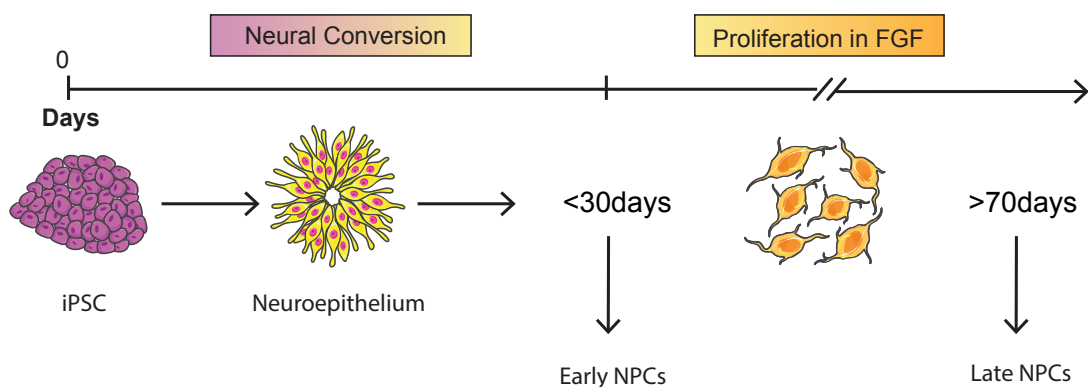 Neural Conversion
Proliferation in FGF
0
Days
<30days
>70days
iPSC
Neuroepithelium
Early NPCs
Late NPCs